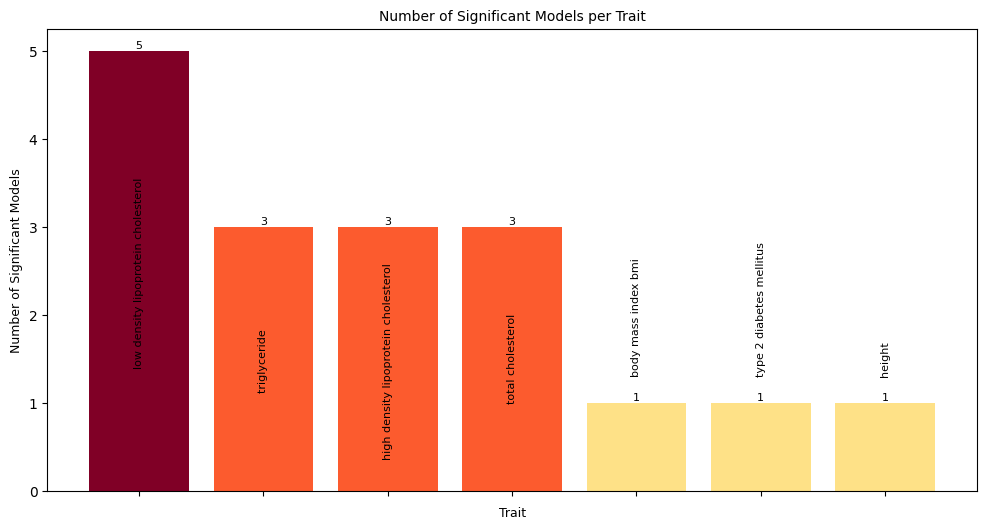 Number of Significant Models per Trait
Number of Significant Models
5
4
3
2
1
0
5
low density lipoprotein cholesterol
3
triglyceride
3
high density lipoprotein cholesterol
3
total cholesterol
body mass index bmi
1
type 2 diabetes mellitus
1
height
1
Trait